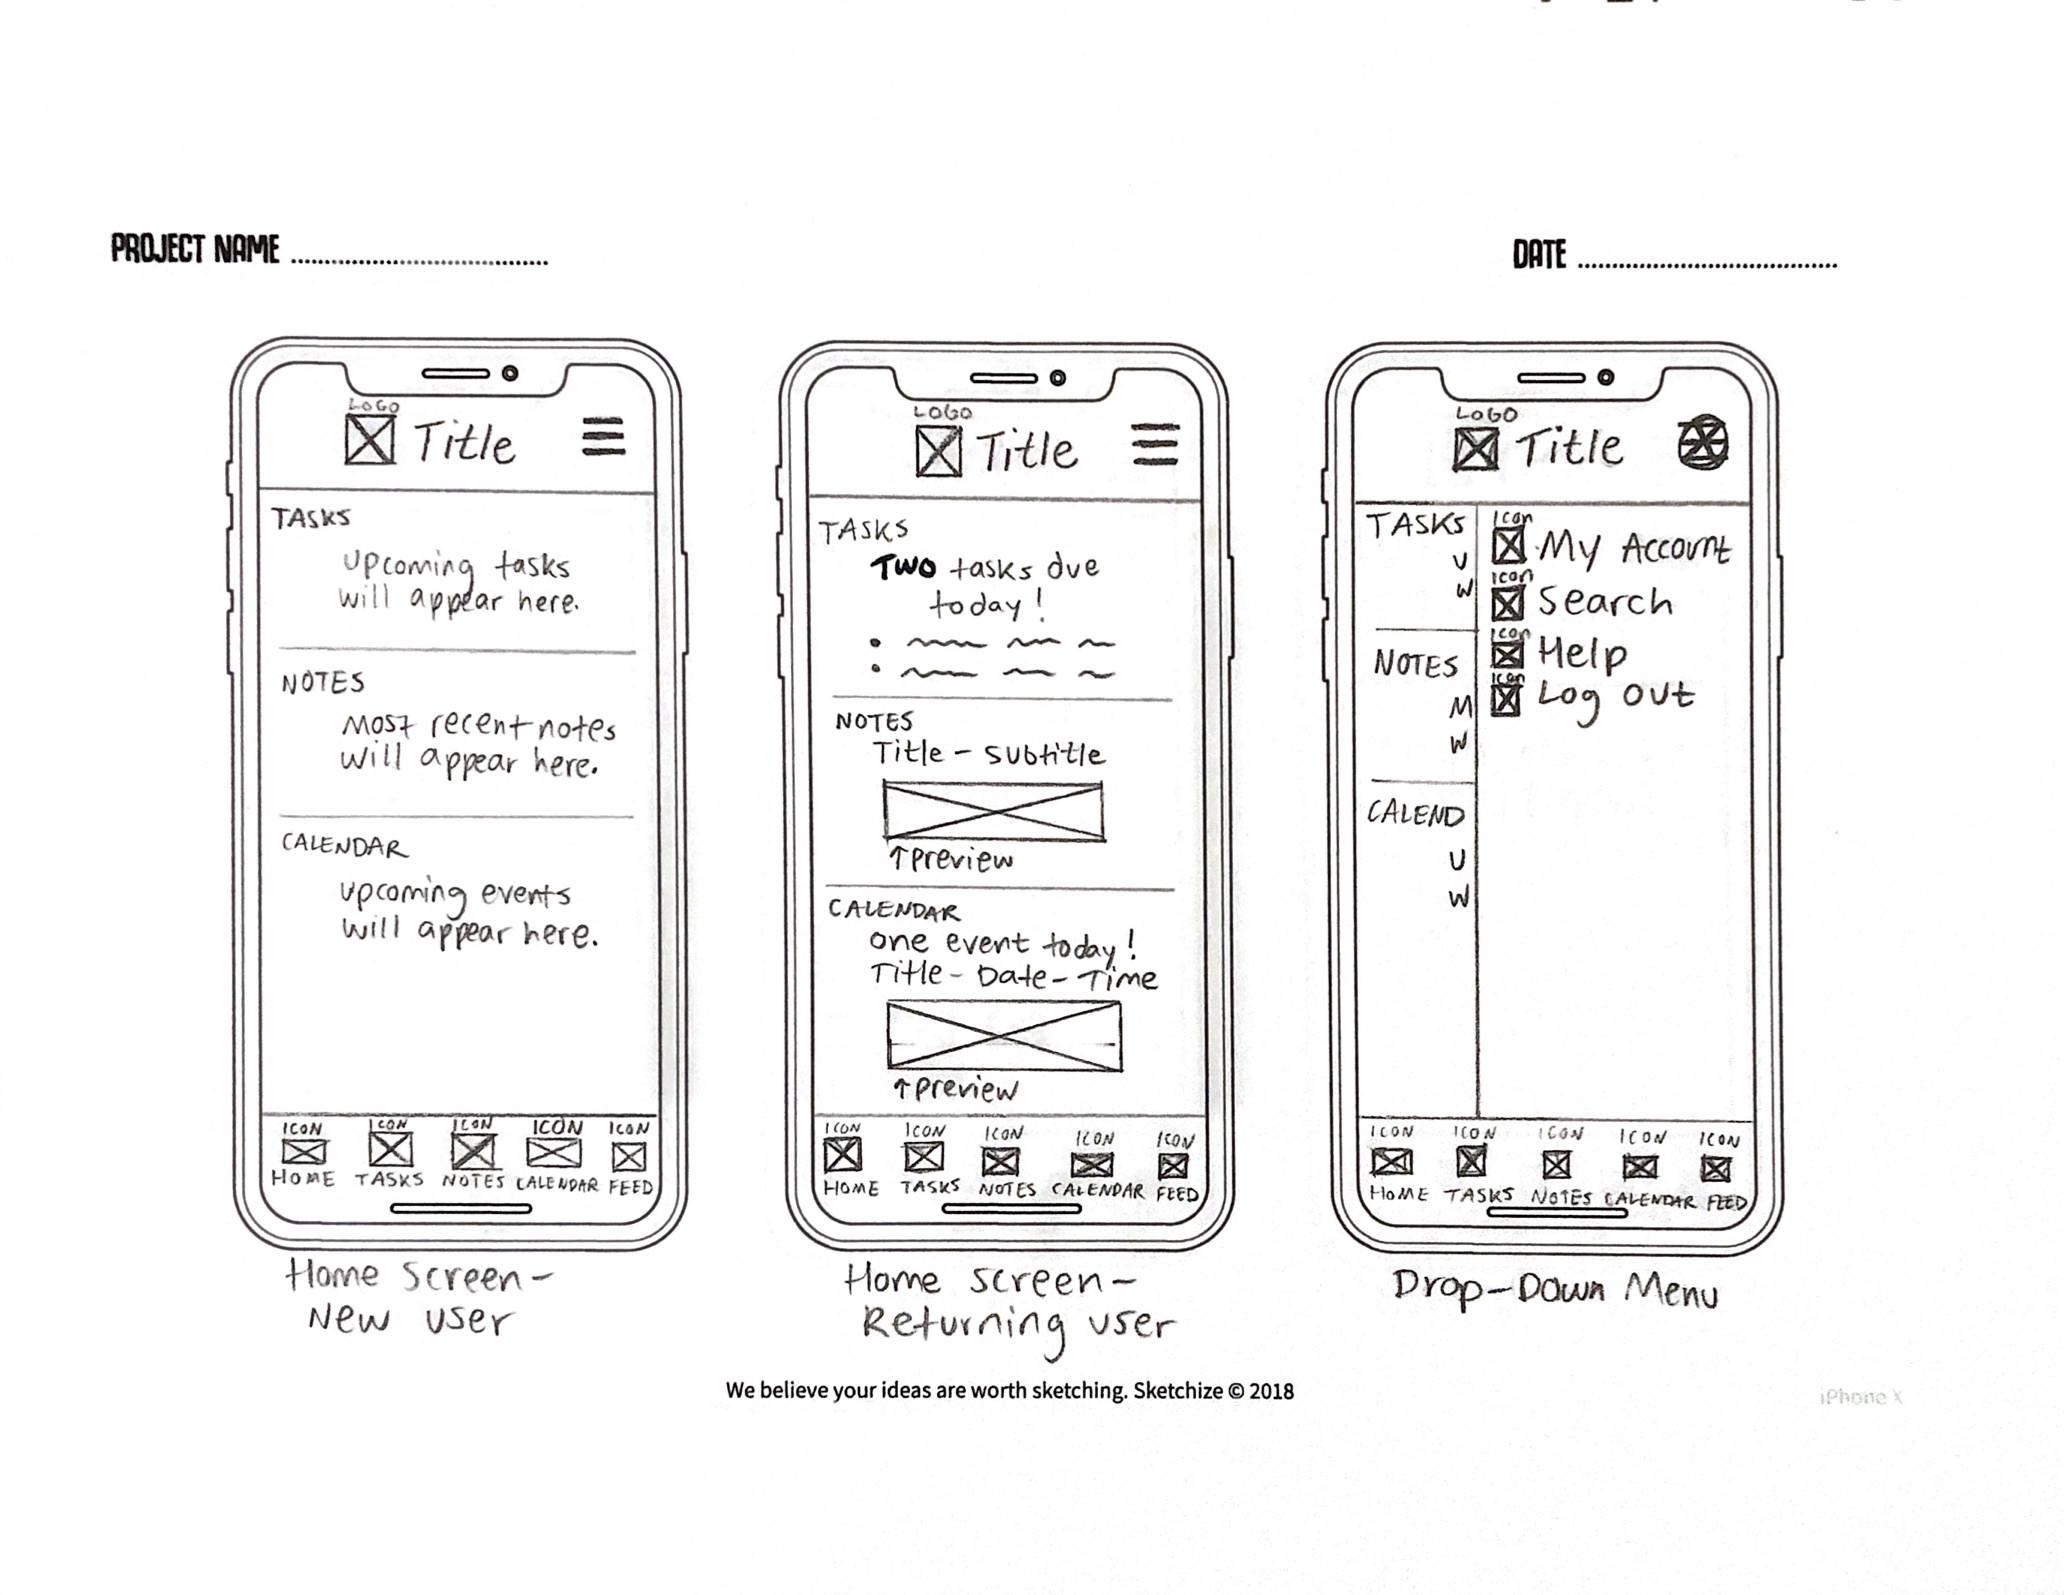 PROJECT NAME
DATE
LOGO
Title
TASKS
Upcoming tasks
will appear here.
NOTES
Most recent notes
will appear here.
CALENDAR
Upcoming events
will appear here.
ICON ICON ICON ICON ICON
HOME TASKS NOTES CALENDAR FEED
Home Screen-
New User
LOGO
Title
TASKS
TWO tasks due
today!
NOTES
Title - Subtitle
↑preview
CALENDAR
one event today!
Title - Date - Time
↑preview
ICON ICON ICON ICON ICON
HOME TASKS NOTES CALENDAR FEED
Home screen-
Returning user
LOGO
Title
TASKS
U
W
NOTES
M
W
CALEND
U
W
Icon
My Account
Icon
Search
Icon
Help
Icon
Log Out
ICON ICON ICON ICON ICON
HOME TASKS NOTES CALENDAR FEED
Drop-Down Menu
We believe your ideas are worth sketching. Sketchize © 2018
iPhone X